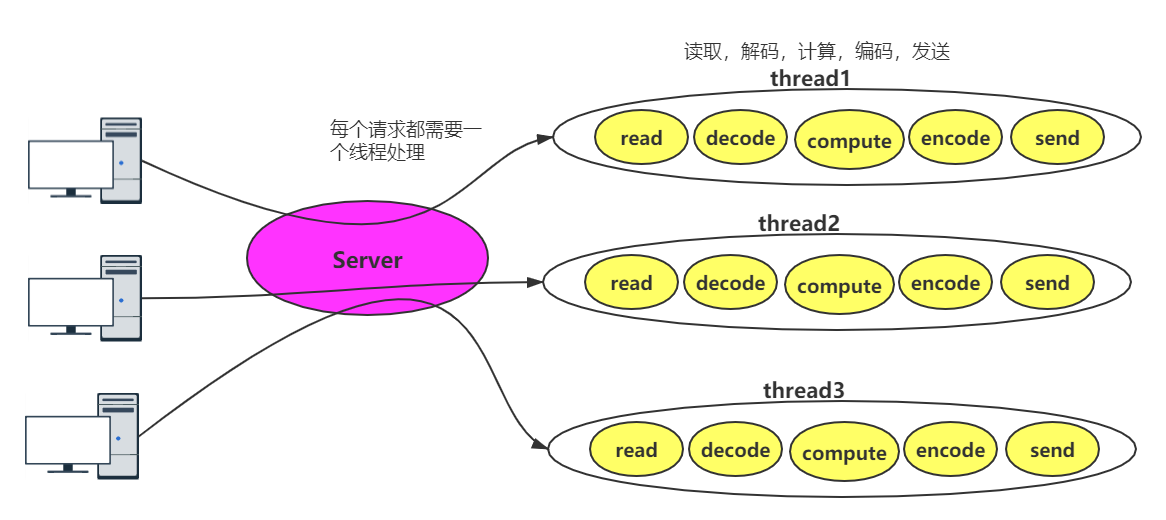 读取，解码，计算，编码，发送
thread1
每个请求都需要一
个线程处理
read decode compute encode send
Server
thread2
read decode compute encode send
thread3
read decode compute encode send